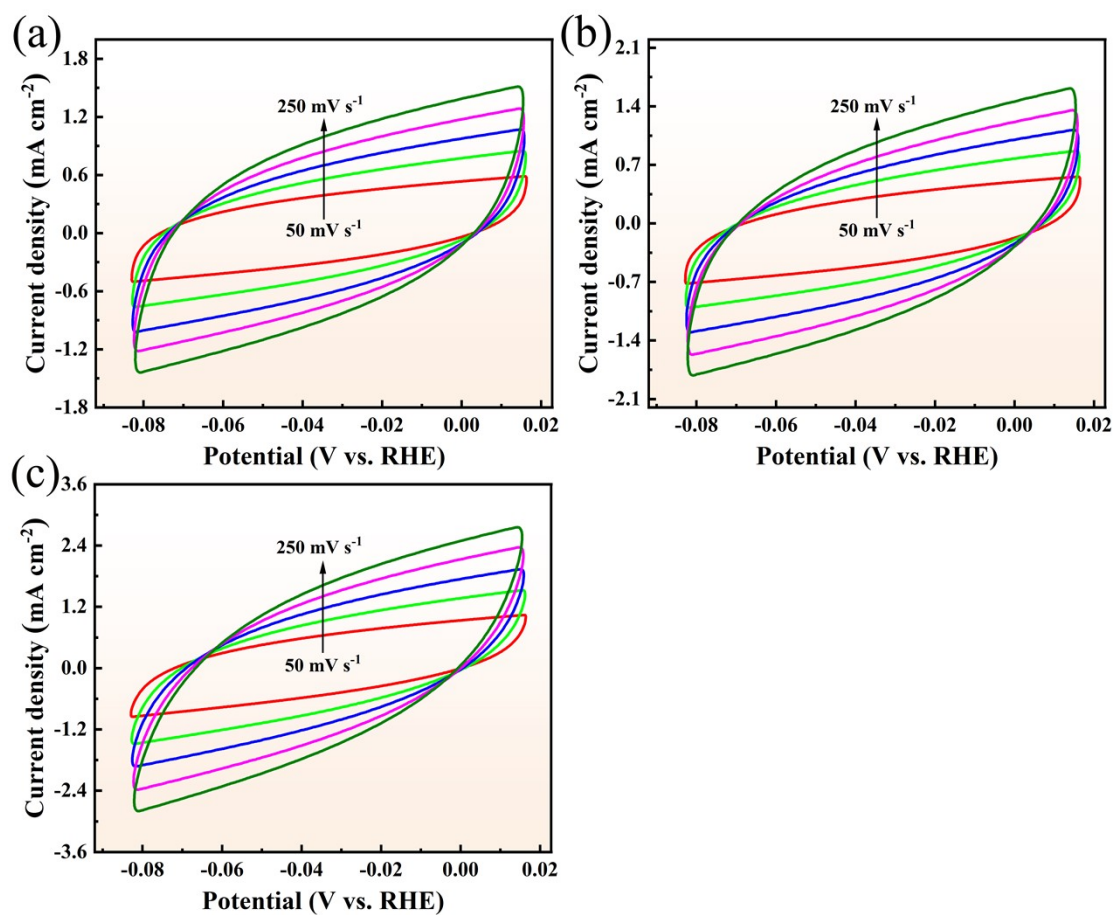 (a)
Current density (mA cm-2)
1.8
1.2
0.6
0.0
-0.6
-1.2
-1.8
250 mV s-1
50 mV s-1
-0.08 -0.06 -0.04 -0.02 0.00 0.02
Potential (V vs. RHE)
(b)
Current density (mA cm-2)
2.1
1.4
0.7
0.0
-0.7
-1.4
-2.1
250 mV s-1
50 mV s-1
-0.08 -0.06 -0.04 -0.02 0.00 0.02
Potential (V vs. RHE)
(c)
Current density (mA cm-2)
3.6
2.4
1.2
0.0
-1.2
-2.4
-3.6
250 mV s-1
50 mV s-1
-0.08 -0.06 -0.04 -0.02 0.00 0.02
Potential (V vs. RHE)